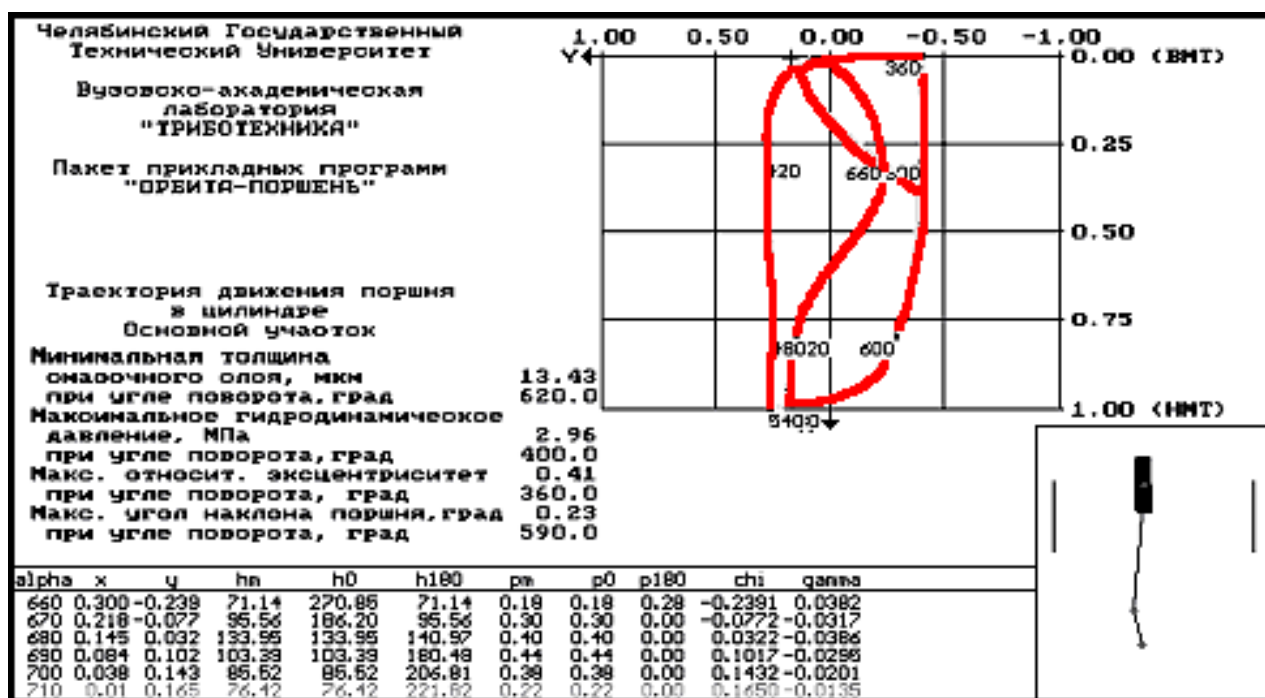 Челябинский Государственный
Технический Университет
Вузовско-академическая
лаборатория
"ТРИБОТЕХНИКА"
Пакет прикладных программ
"ОРБИТА-ПОРШЕНЬ"
Траектория движения поршня
в цилиндре
Основной участок
Минимальная толщина
смазочного слоя, мкм 13.43
при угле поворота,град 620.0
Максимальное гидродинамическое
давление, МПа 2.96
при угле поворота,град 400.0
Макс. относит. эксцентриситет 0.41
при угле поворота, град 360.0
Макс. угол наклона поршня,град 0.23
при угле поворота, град 590.0
1.00 0.50 0.00 -0.50 -1.00
Y 0.00 (ВМТ)
360
0.25
420 660
0.50
0.75
600
1.00 (НМТ)
alpha x y hm h0 h180 pm p0 p180 chi gamma
660 0.300 -0.239 71.14 270.85 71.14 0.18 0.18 0.28 -0.2391 0.0382
670 0.218 -0.077 95.56 186.20 95.56 0.30 0.30 0.00 -0.0772 -0.0317
680 0.145 0.032 133.95 133.95 140.97 0.40 0.40 0.00 0.0322 -0.0386
690 0.084 0.102 103.39 103.39 180.48 0.44 0.44 0.00 0.1017 -0.0295
700 0.038 0.143 85.52 85.52 206.81 0.38 0.38 0.00 0.1432 -0.0201
710 0.01 0.165 76.42 76.42 221.82 0.22 0.22 0.00 0.1650 -0.0135